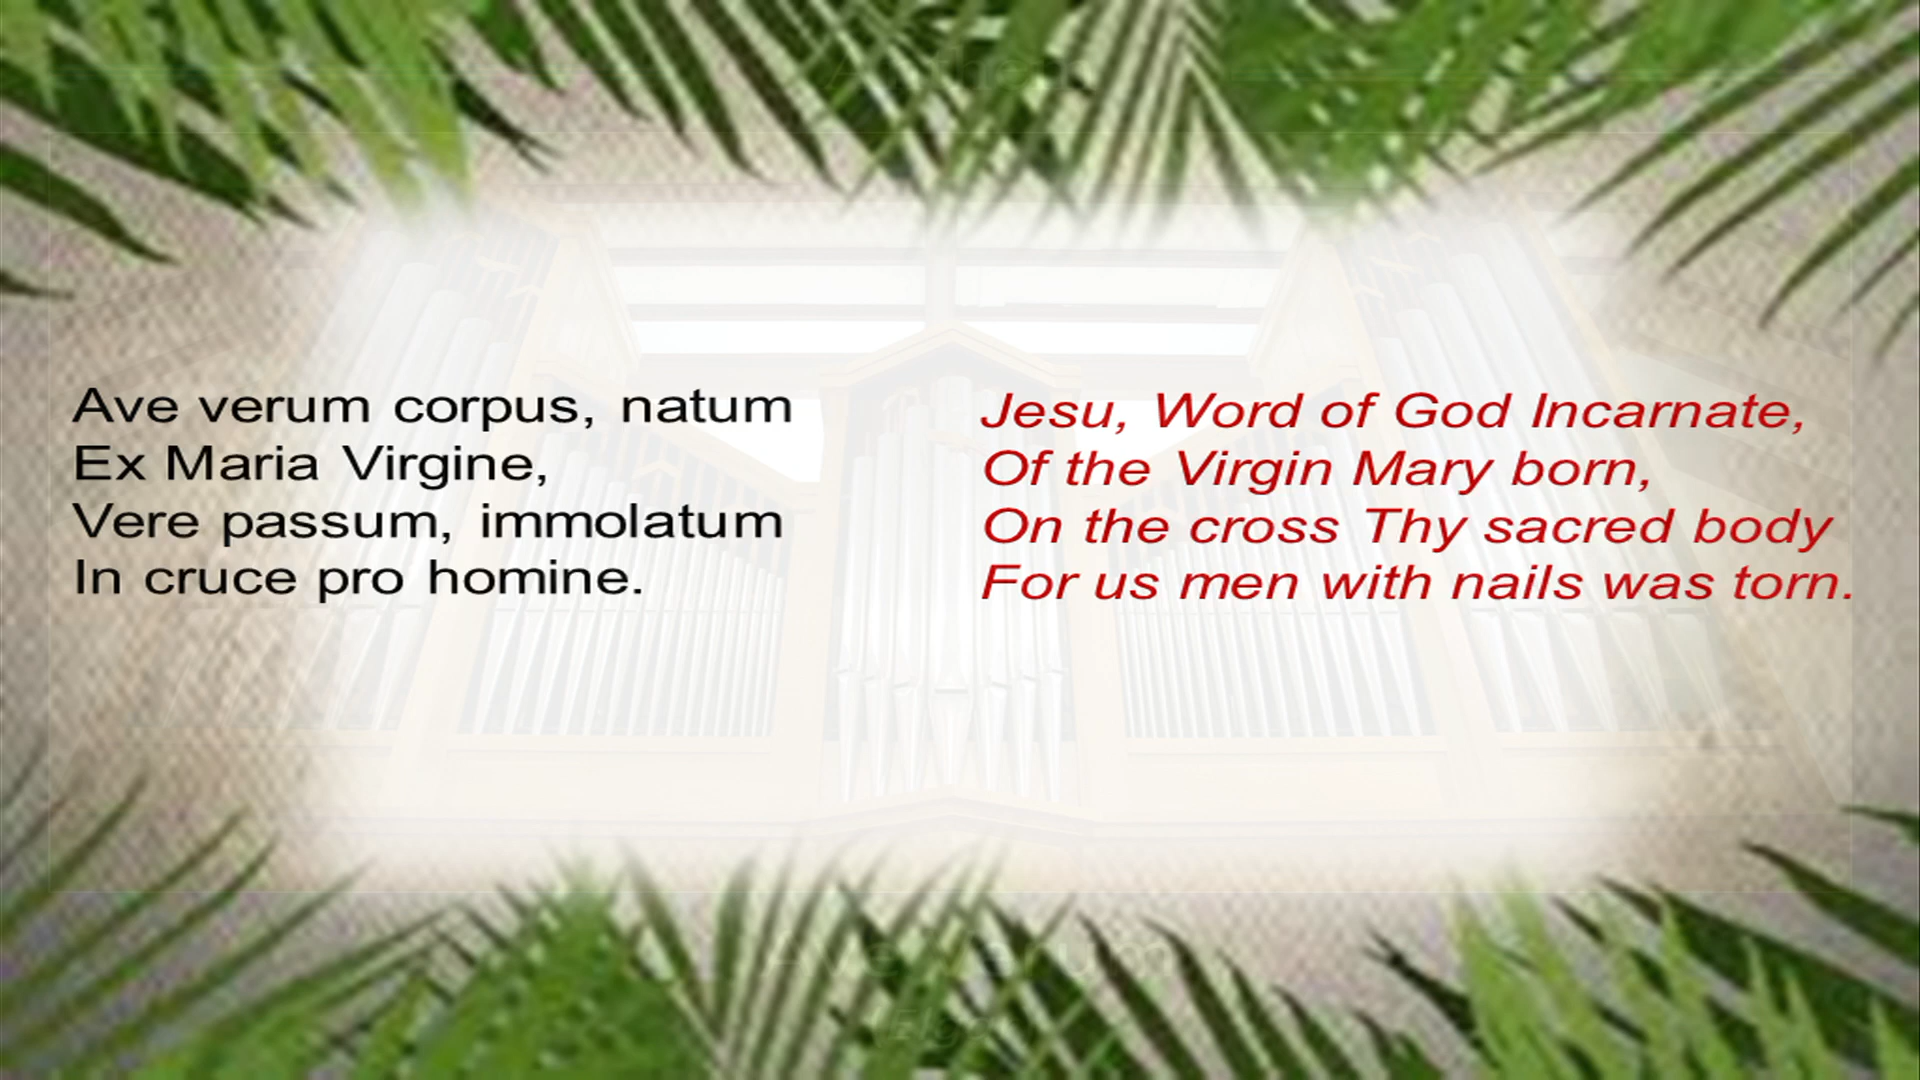 Ave verum corpus, natum
Ex Maria Virgine,
Vere passum, immolatum
In cruce pro homine.
Jesu, Word of God Incarnate,
Of the Virgin Mary born,
On the cross Thy sacred body
For us men with nails was torn.